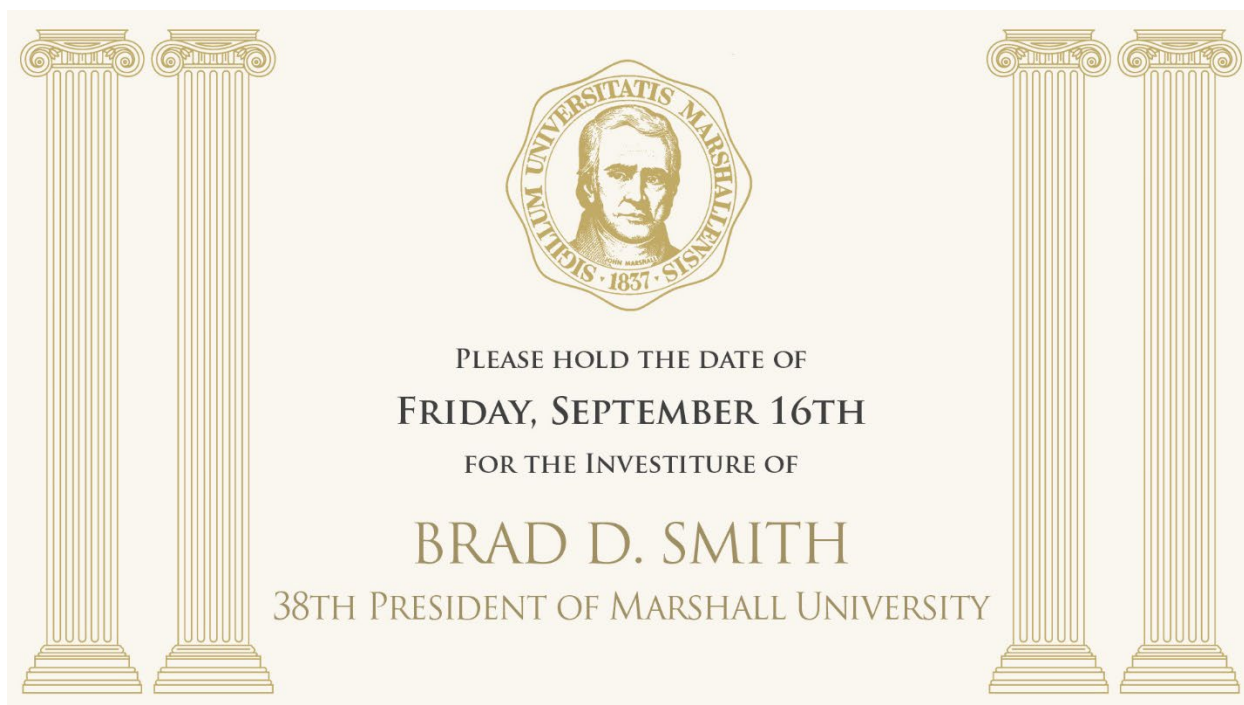 SIGILLUM UNIVERSITATIS MARSHALLENSIS
JOHN MARSHALL
· 1837 ·
PLEASE HOLD THE DATE OF
FRIDAY, SEPTEMBER 16TH
FOR THE INVESTITURE OF
BRAD D. SMITH
38TH PRESIDENT OF MARSHALL UNIVERSITY